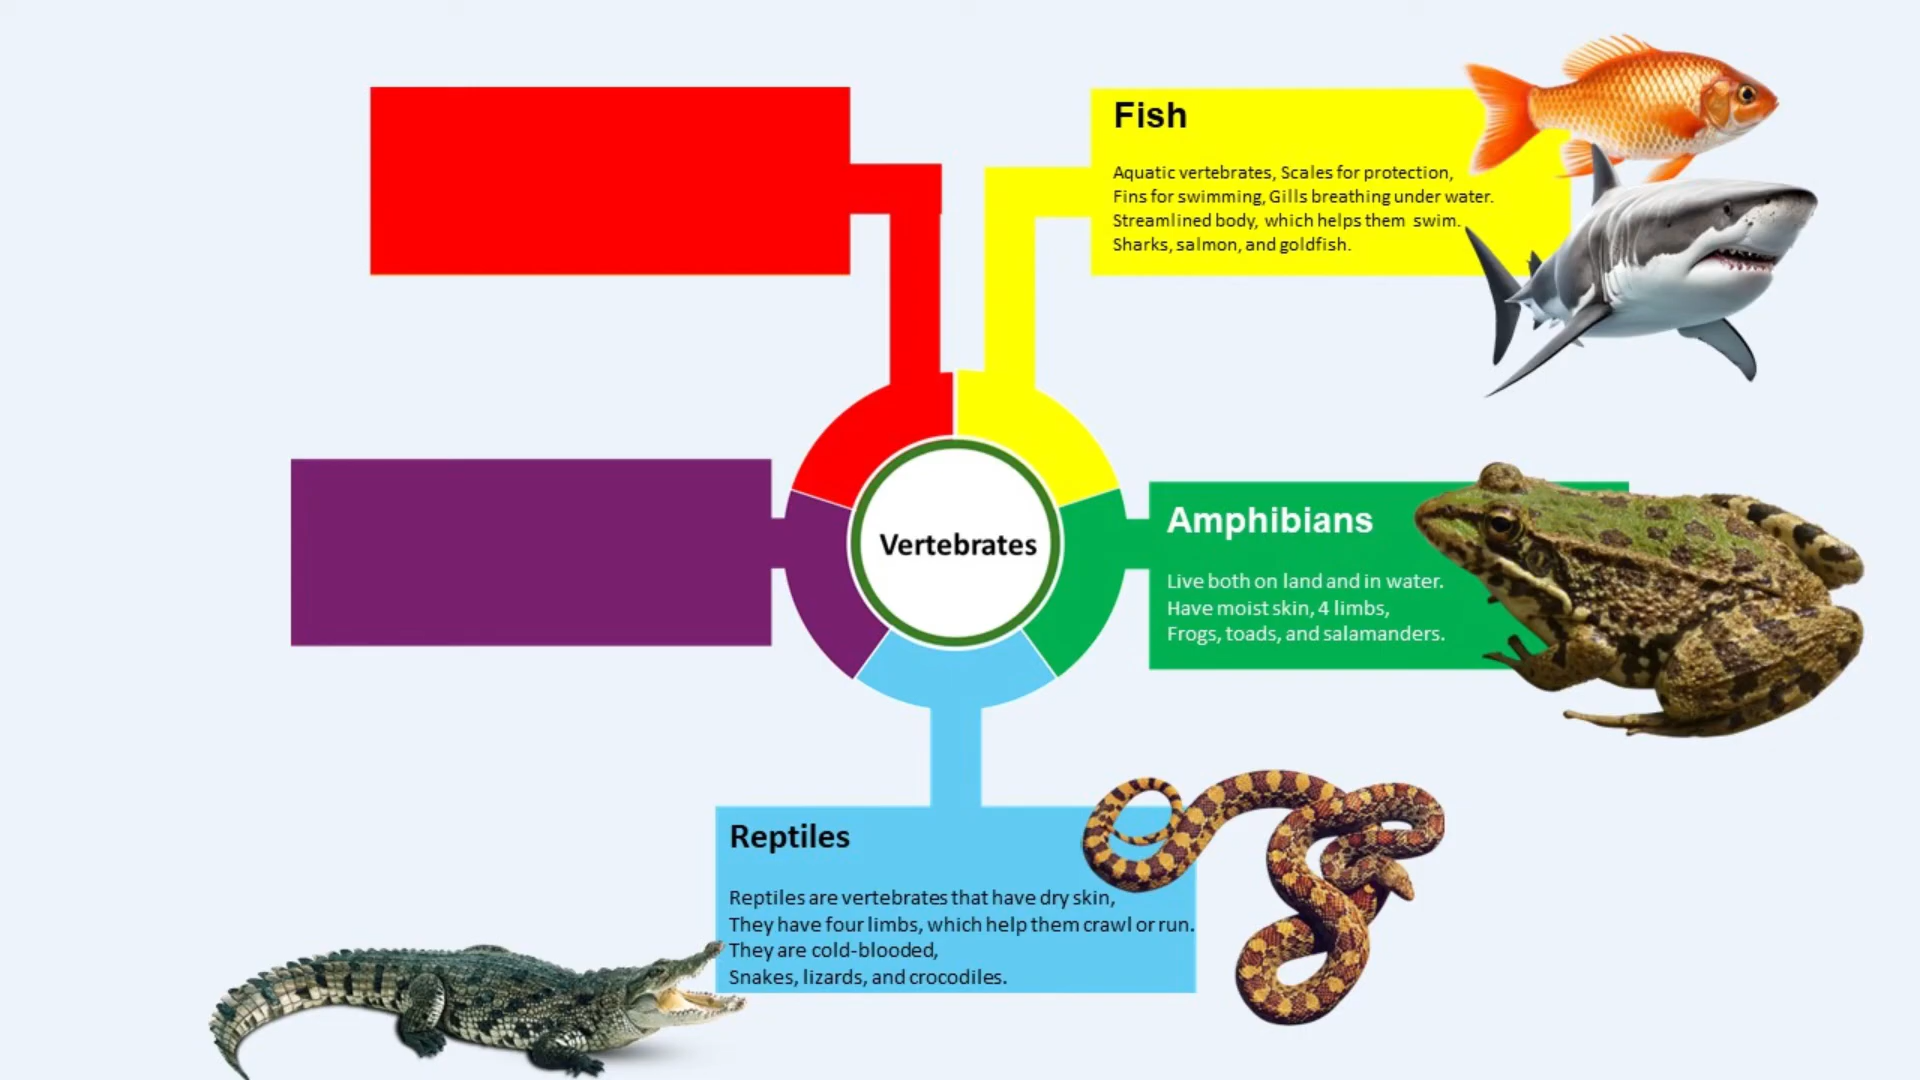 Fish
Aquatic vertebrates, Scales for protection,
Fins for swimming, Gills breathing under water.
Streamlined body, which helps them swim.
Sharks, salmon, and goldfish.
Vertebrates
Amphibians
Live both on land and in water.
Have moist skin, 4 limbs,
Frogs, toads, and salamanders.
Reptiles
Reptiles are vertebrates that have dry skin,
They have four limbs, which help them crawl or run.
They are cold-blooded,
Snakes, lizards, and crocodiles.